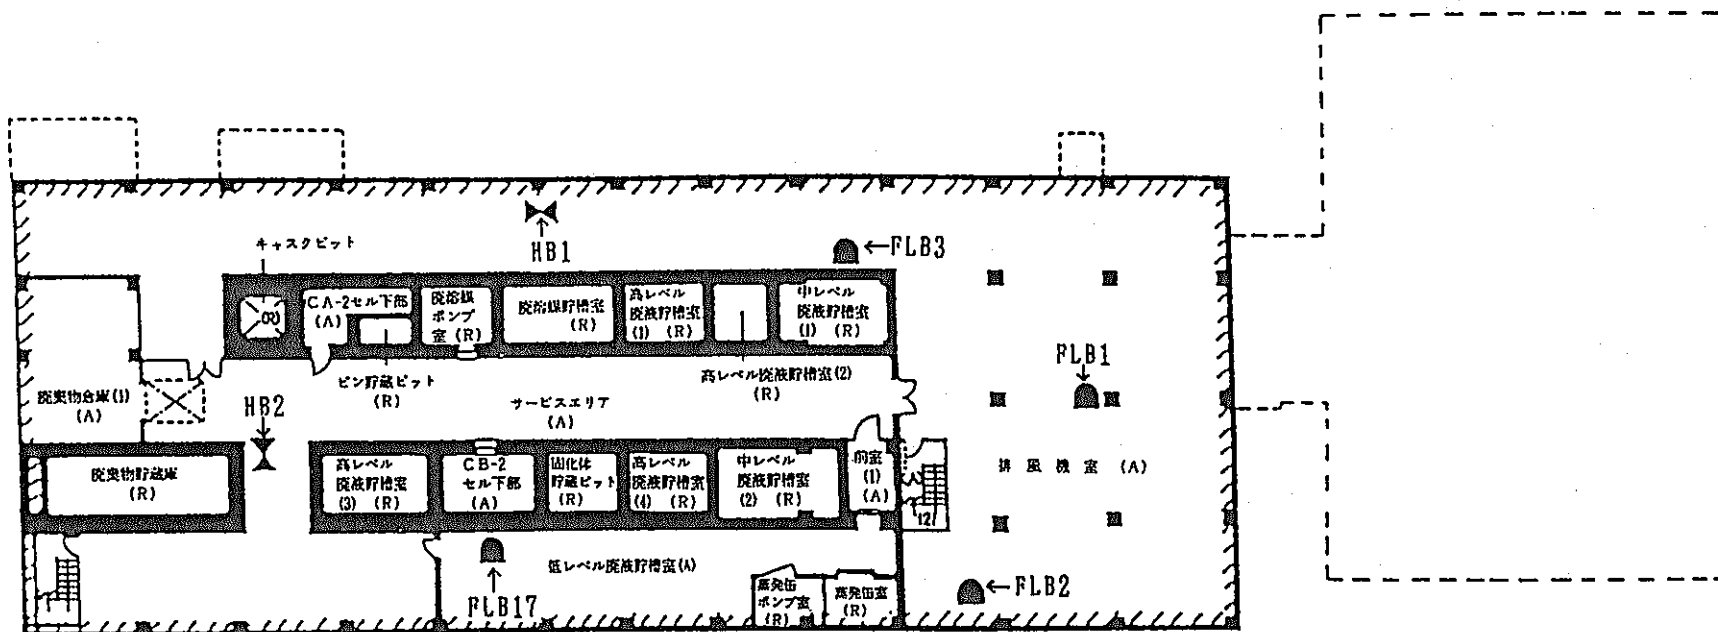 キャスクピット
HB1
←FLB3
(R)
CA-2セル下部
(A)
廃溶媒
ポンプ
室 (R)
廃溶媒貯槽室
(R)
高レベル
廃液貯槽室
(1) (R)
中レベル
廃液貯槽室
(1) (R)
FLB1
ピン貯蔵ピット
(R)
高レベル廃液貯槽室(2)
(R)
廃棄物倉庫(1)
(A)
HB2
サービスエリア
(A)
廃棄物貯蔵庫
(R)
高レベル
廃液貯槽室
(3) (R)
CB-2
セル下部
(A)
固化体
貯蔵ピット
(R)
高レベル
廃液貯槽室
(4) (R)
中レベル
廃液貯槽室
(2) (R)
前室
(1)
(A)
排風機室 (A)
12
低レベル廃液貯槽室(A)
FLB17
蒸発缶
ポンプ室
(R)
蒸発缶室
(R)
←FLB2